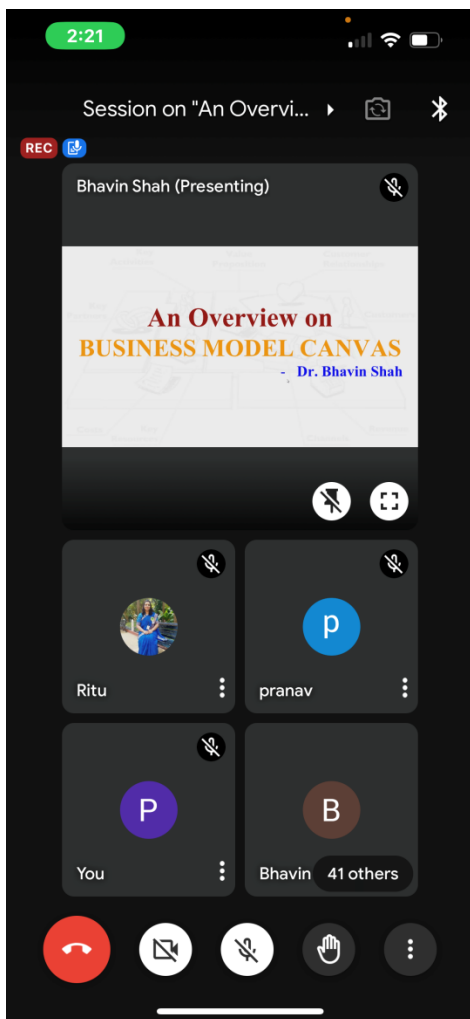 2:21
Session on "An Overvi...
REC
Bhavin Shah (Presenting)
An Overview on
BUSINESS MODEL CANVAS
- Dr. Bhavin Shah
p
Ritu
pranav
P
B
You
Bhavin
41 others